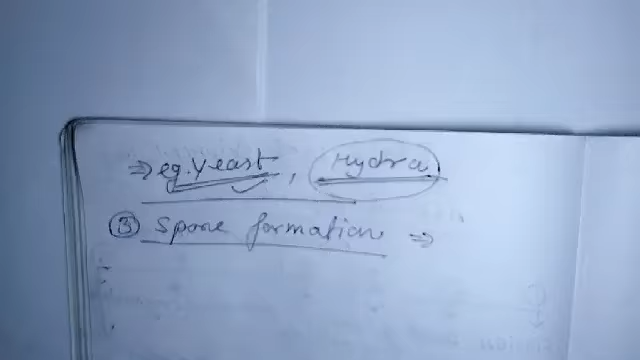 ⇒ eg. Yeast, Hydra
③ Spore formation ⇒